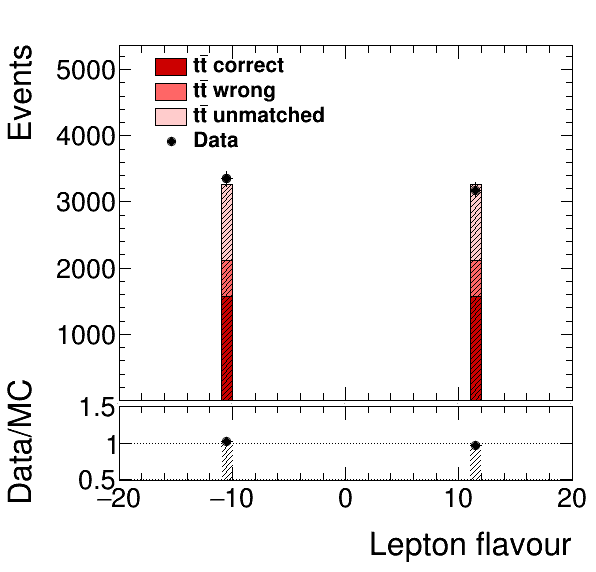 Events
5000
4000
3000
2000
1000
tt̄ correct
tt̄ wrong
tt̄ unmatched
Data
Data/MC
1.5
1
0.5
−20 −10 0 10 20
Lepton flavour